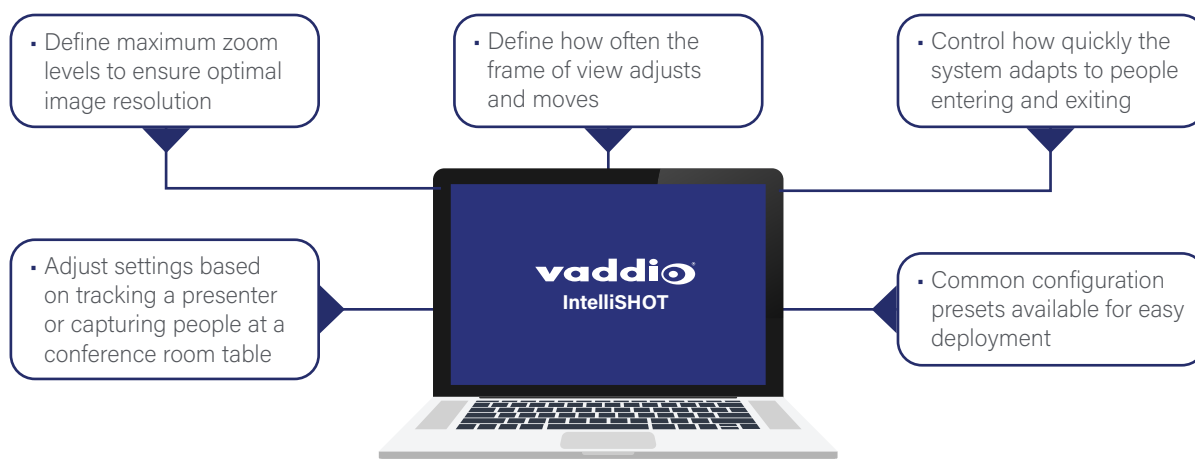 ▪ Define maximum zoom
levels to ensure optimal
image resolution
▪ Define how often the
frame of view adjusts
and moves
▪ Control how quickly the
system adapts to people
entering and exiting
▪ Adjust settings based
on tracking a presenter
or capturing people at a
conference room table
vaddio®
IntelliSHOT
▪ Common configuration
presets available for easy
deployment